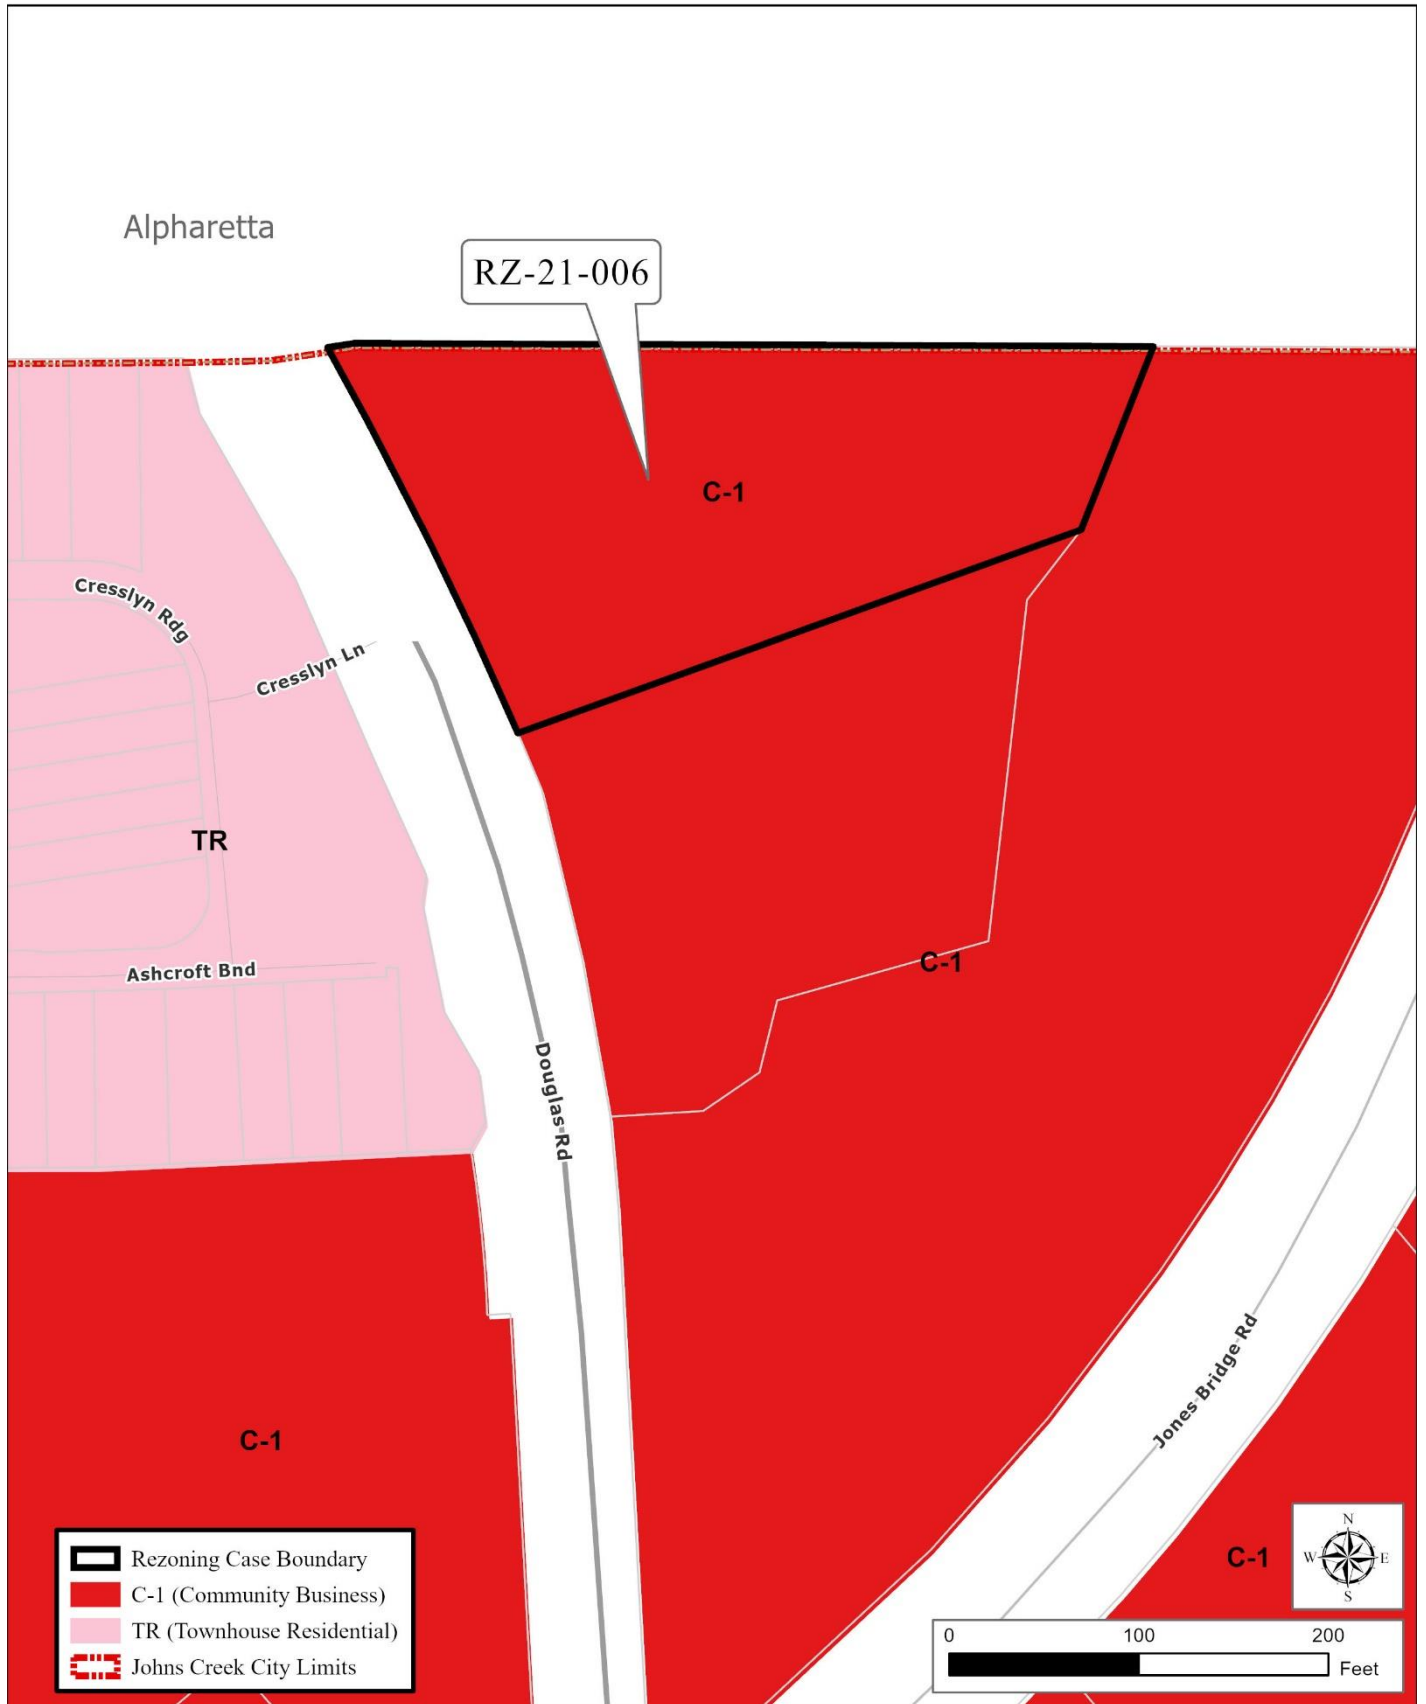 Alpharetta
RZ-21-006
C-1
Cresslyn Rdg
Cresslyn Ln
TR
C-1
Ashcroft Bnd
Douglas Rd
Jones Bridge Rd
C-1
C-1
Rezoning Case Boundary
C-1 (Community Business)
TR (Townhouse Residential)
Johns Creek City Limits
N
W E
S
0 100 200
Feet